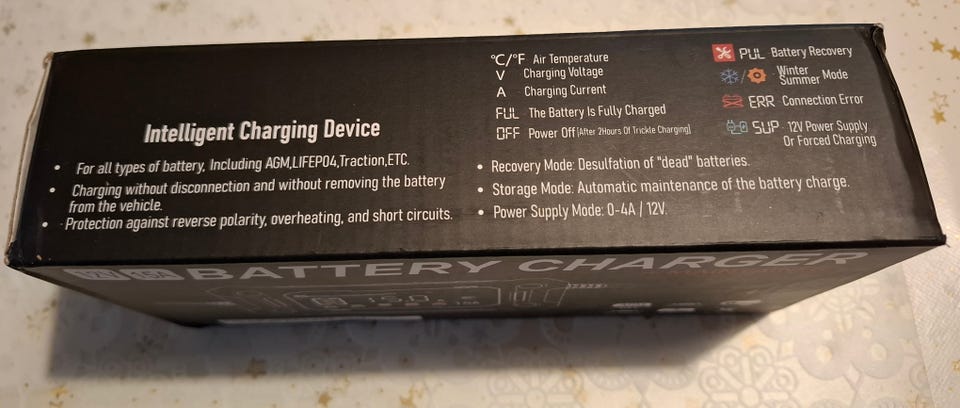 Intelligent Charging Device
• For all types of battery, Including AGM,LIFEPO4,Traction,ETC.
• Charging without disconnection and without removing the battery
from the vehicle.
• Protection against reverse polarity, overheating, and short circuits.
°C/°F Air Temperature
V Charging Voltage
A Charging Current
FUL The Battery Is Fully Charged
OFF Power Off(After 2Hours Of Trickle Charging)
PUL Battery Recovery
Winter
/ Summer Mode
ERR Connection Error
SUP 12V Power Supply
Or Forced Charging
• Recovery Mode: Desulfation of "dead" batteries.
• Storage Mode: Automatic maintenance of the battery charge.
• Power Supply Mode: 0-4A / 12V.
BATTERY CHARGER